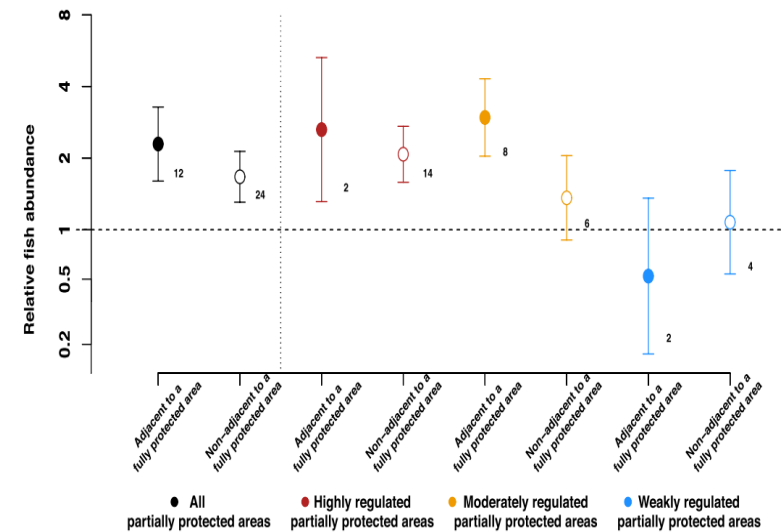 8
4
2
1
0.5
0.2
Relative fish abundance
12
24
2
14
8
6
2
4
Adjacent to a
fully protected area
Non−adjacent to a
fully protected area
Adjacent to a
fully protected area
Non−adjacent to a
fully protected area
Adjacent to a
fully protected area
Non−adjacent to a
fully protected area
Adjacent to a
fully protected area
Non−adjacent to a
fully protected area
All
partially protected areas
Highly regulated
partially protected areas
Moderately regulated
partially protected areas
Weakly regulated
partially protected areas